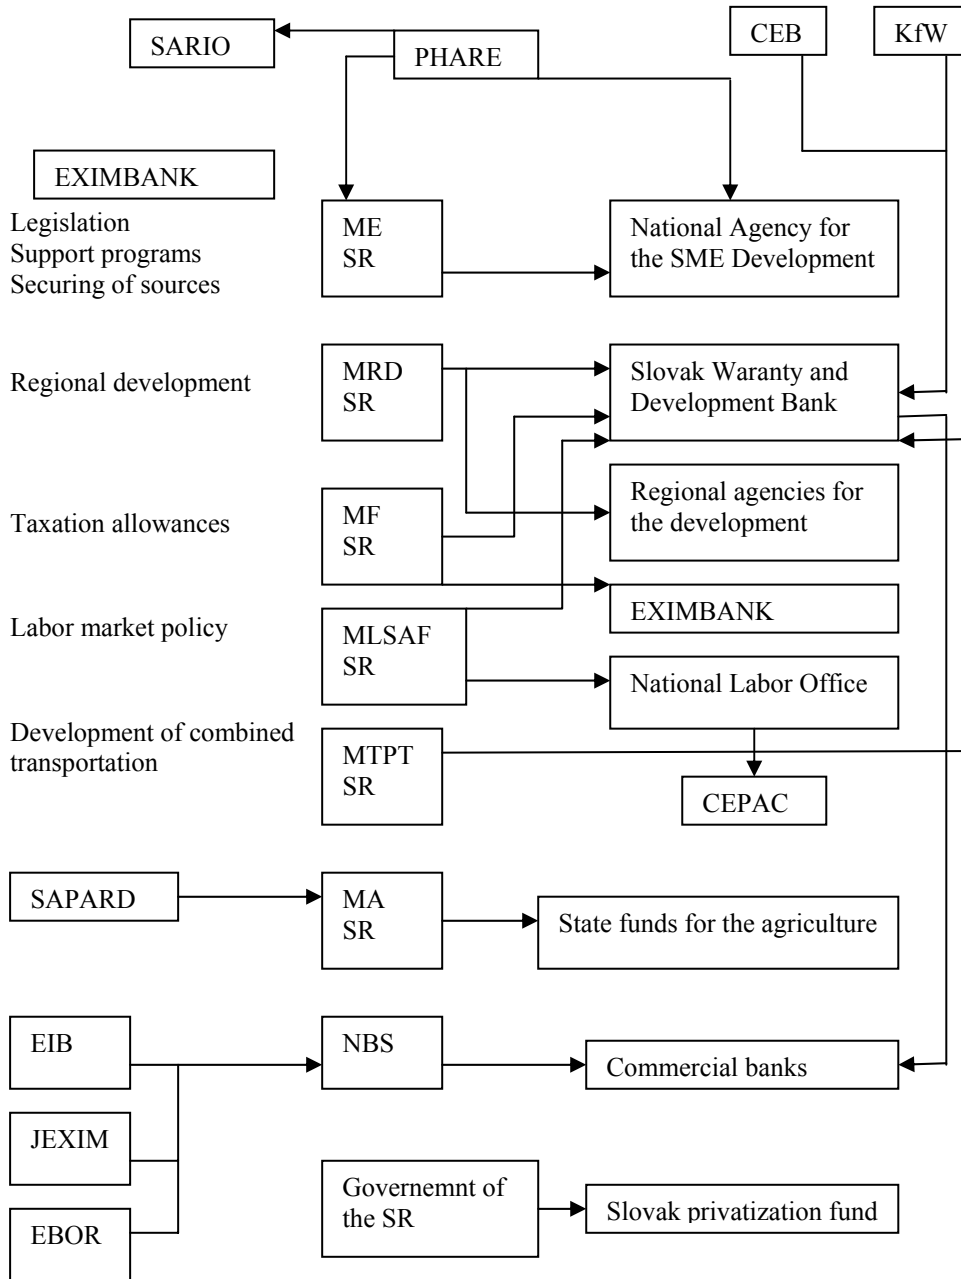 SARIO
PHARE
CEB
KfW
EXIMBANK
Legislation
Support programs
Securing of sources
ME
SR
National Agency for
the SME Development
Regional development
MRD
SR
Slovak Waranty and
Development Bank
Taxation allowances
MF
SR
Regional agencies for
the development
EXIMBANK
Labor market policy
MLSAF
SR
National Labor Office
Development of combined
transportation
MTPT
SR
CEPAC
SAPARD
MA
SR
State funds for the agriculture
EIB
NBS
Commercial banks
JEXIM
Governemnt of
the SR
Slovak privatization fund
EBOR